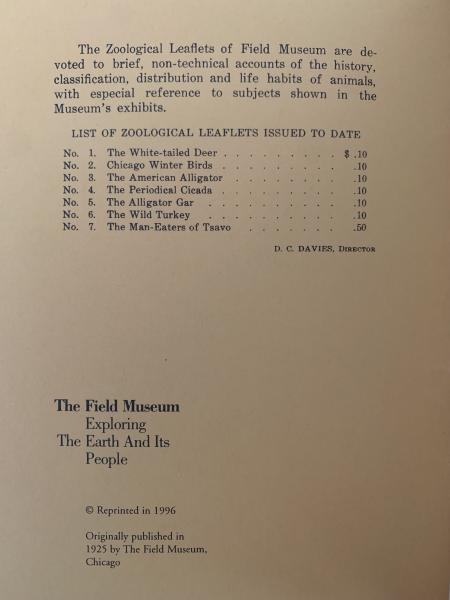 The Zoological Leaflets of Field Museum are de-
voted to brief, non-technical accounts of the history,
classification, distribution and life habits of animals,
with especial reference to subjects shown in the
Museum's exhibits.
LIST OF ZOOLOGICAL LEAFLETS ISSUED TO DATE
No. 1. The White-tailed Deer . . . . . . . . . $ .10
No. 2. Chicago Winter Birds . . . . . . . . . .10
No. 3. The American Alligator . . . . . . . . .10
No. 4. The Periodical Cicada . . . . . . . . . .10
No. 5. The Alligator Gar . . . . . . . . . .10
No. 6. The Wild Turkey . . . . . . . . . .10
No. 7. The Man-Eaters of Tsavo . . . . . . . .50
D. C. DAVIES, DIRECTOR
The Field Museum
Exploring
The Earth And Its
People
© Reprinted in 1996
Originally published in
1925 by The Field Museum,
Chicago